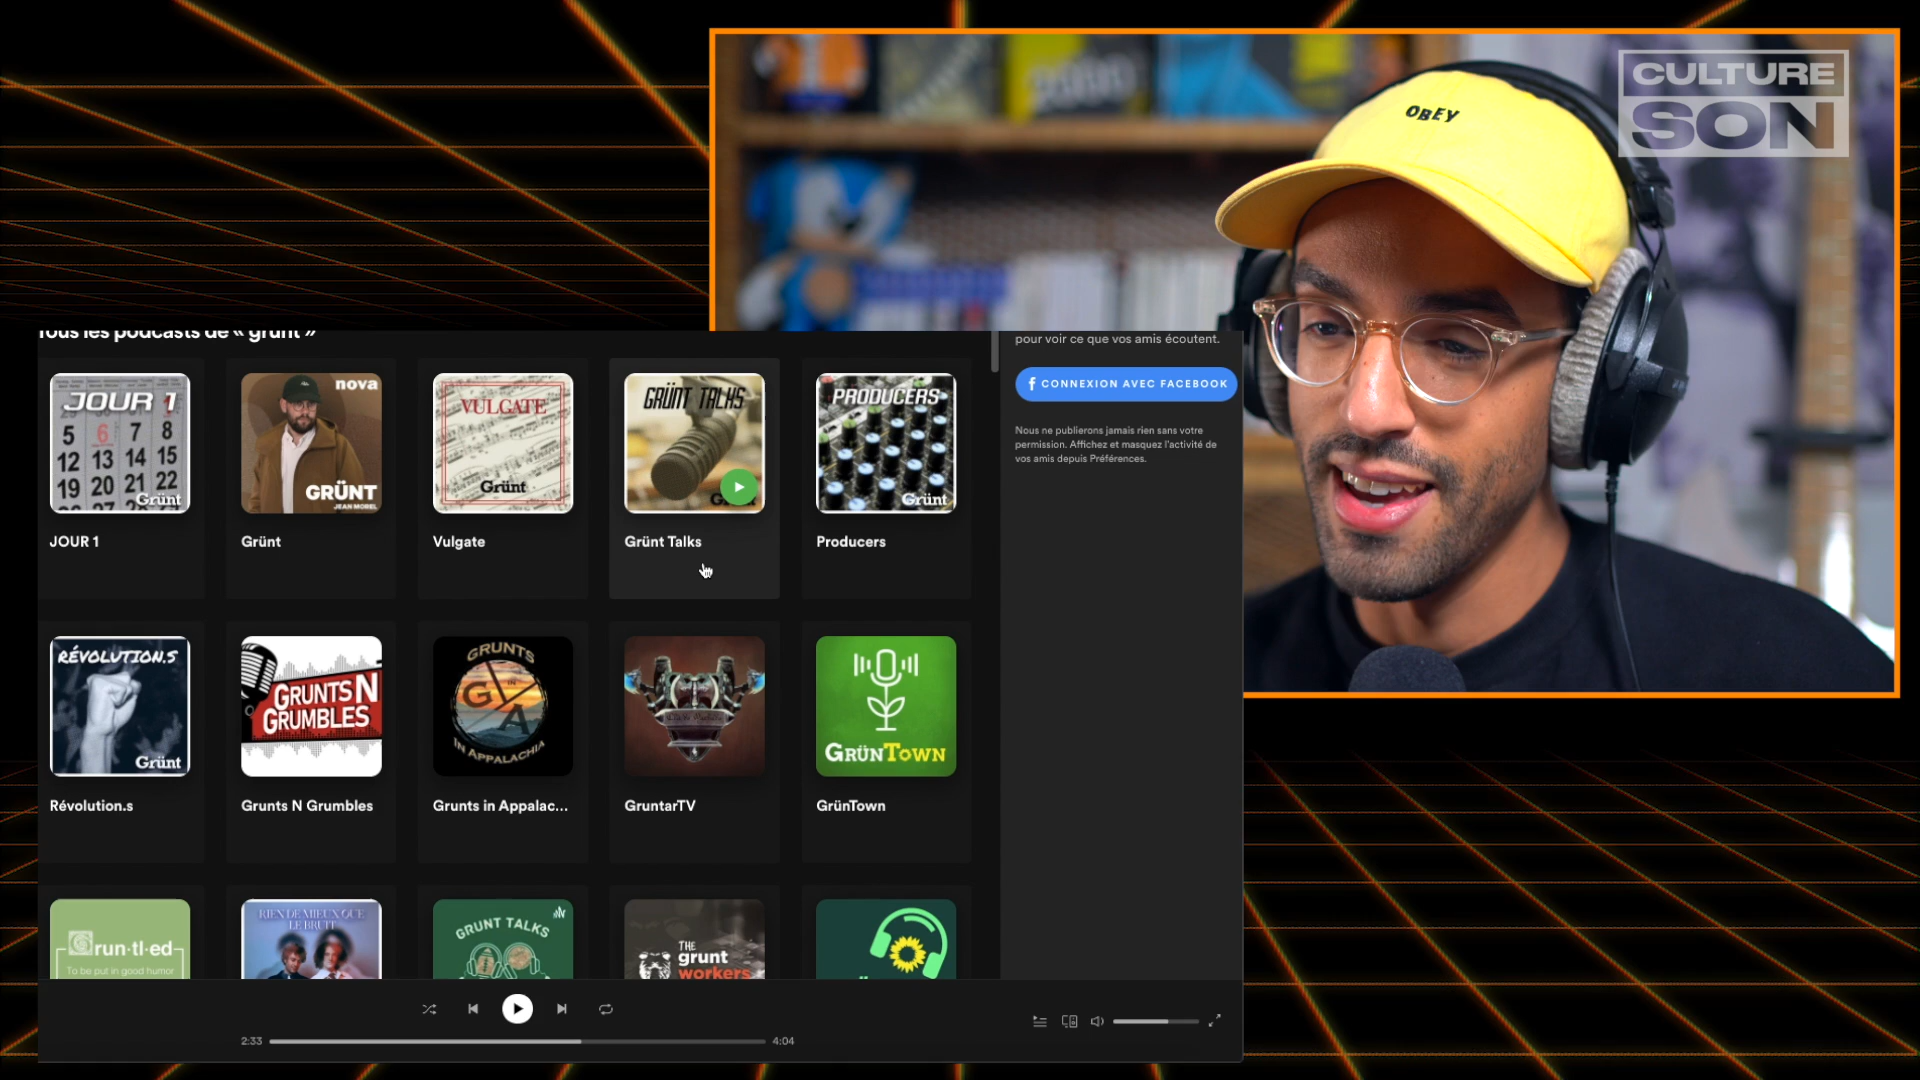 CULTURE
SON
OBEY
Tous les podcasts de « grünt »
pour voir ce que vos amis écoutent.
CONNEXION AVEC FACEBOOK
Nous ne publierons jamais rien sans votre
permission. Affichez et masquez l'activité de
vos amis depuis Préférences.
JOUR 1
5 6 7 8
12 13 14 15
19 20 21 22
Grünt
JOUR 1
nova
GRÜNT
JEAN MOREL
Grünt
VULGATE
Grünt
Vulgate
GRÜNT TALKS
Grünt Talks
PRODUCERS
Grünt
Producers
RÉVOLUTION.S
Grünt
Révolution.s
GRUNTS N
GRUMBLES
Grunts N Grumbles
GRUNTS
IN
G A
IN APPALACHIA
Grunts in Appalac...
GruntarTV
GRÜNTOWN
GrünTown
Grun·tl·ed
To be put in good humor
RIEN DE MIEUX QUE
LE BRUIT
GRUNT TALKS
THE
grunt
workers
2:33
4:04